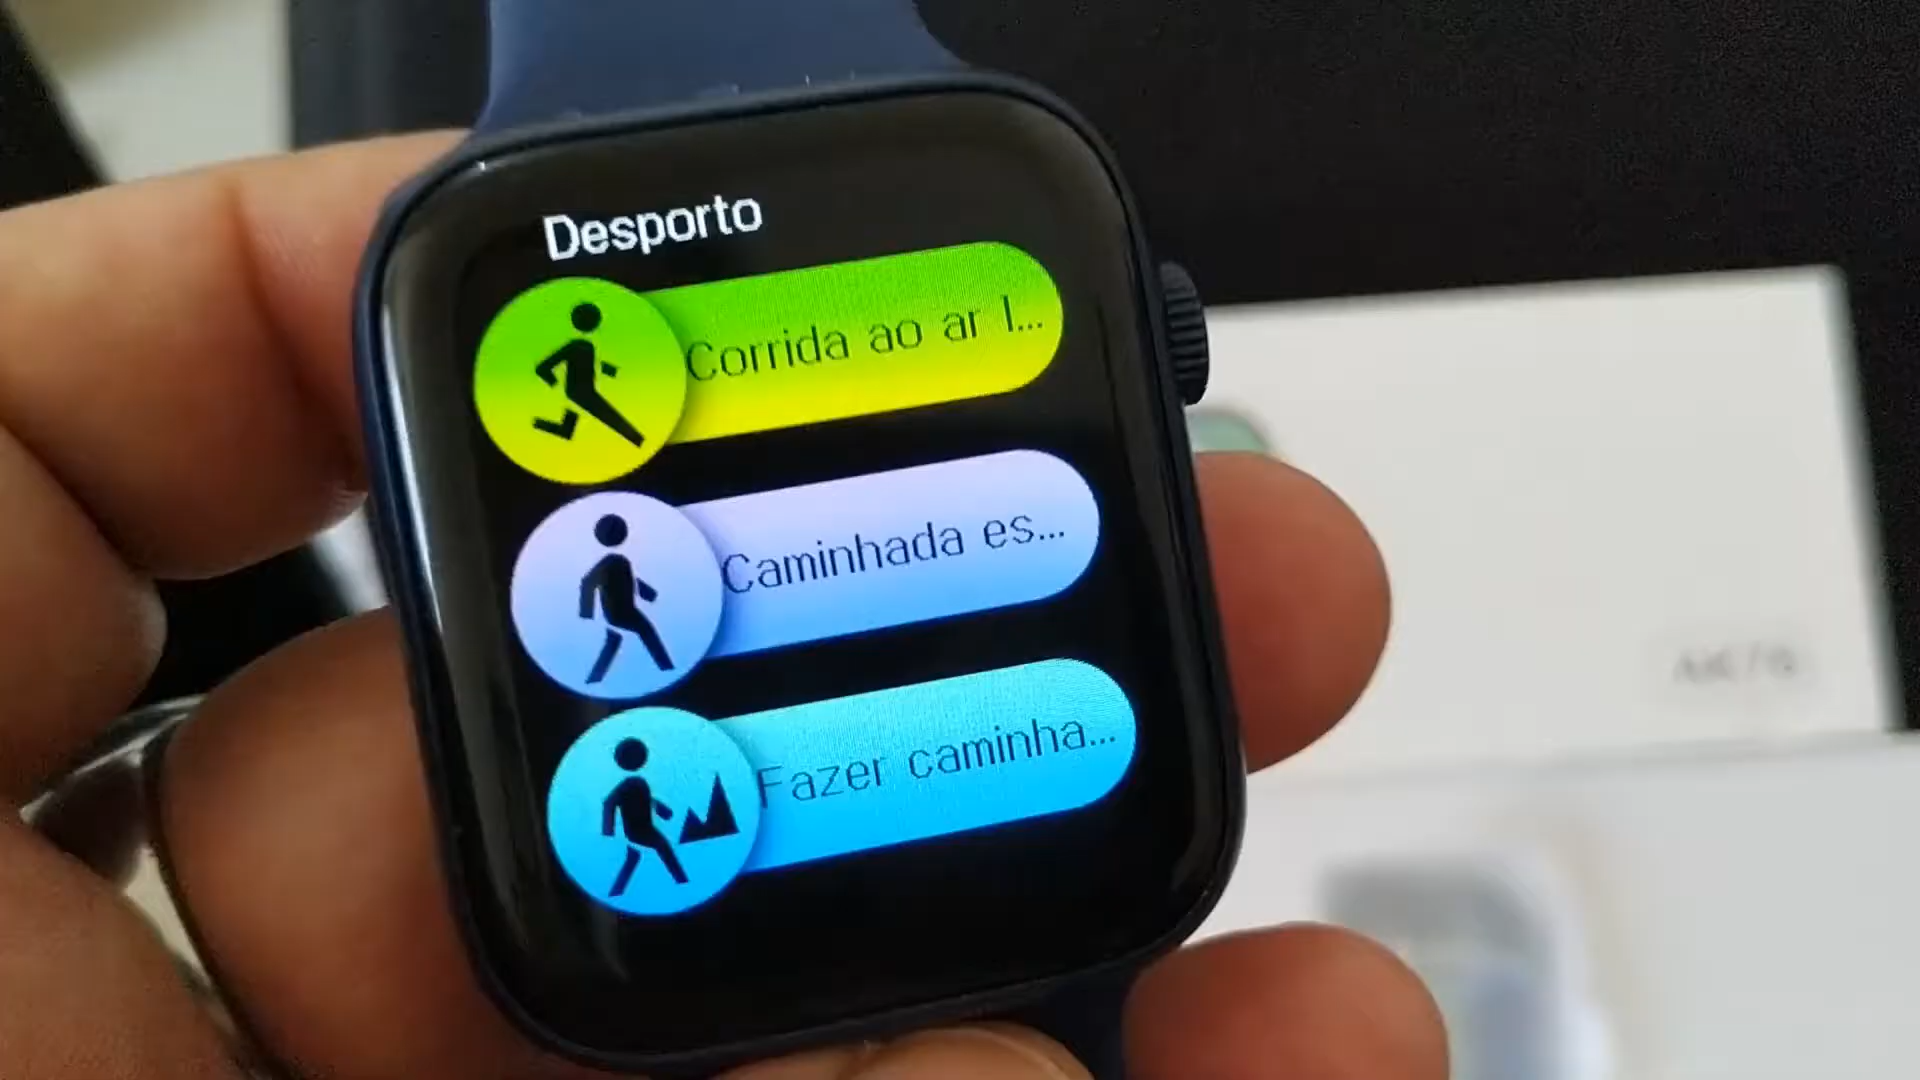 Desporto
Corrida ao ar l...
Caminhada es...
Fazer caminha...